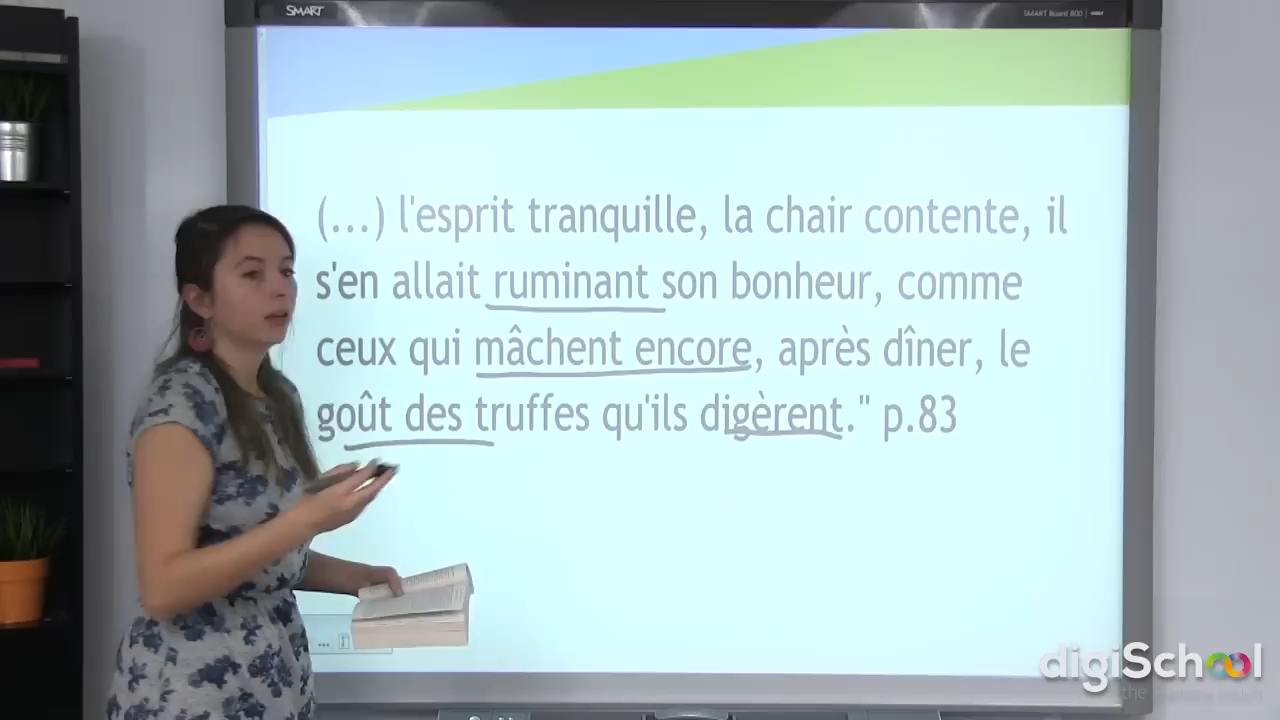 SMART
SMART Board 800
(...) l'esprit tranquille, la chair contente, il
s'en allait ruminant son bonheur, comme
ceux qui mâchent encore, après dîner, le
goût des truffes qu'ils digèrent." p.83
digiSchool
the